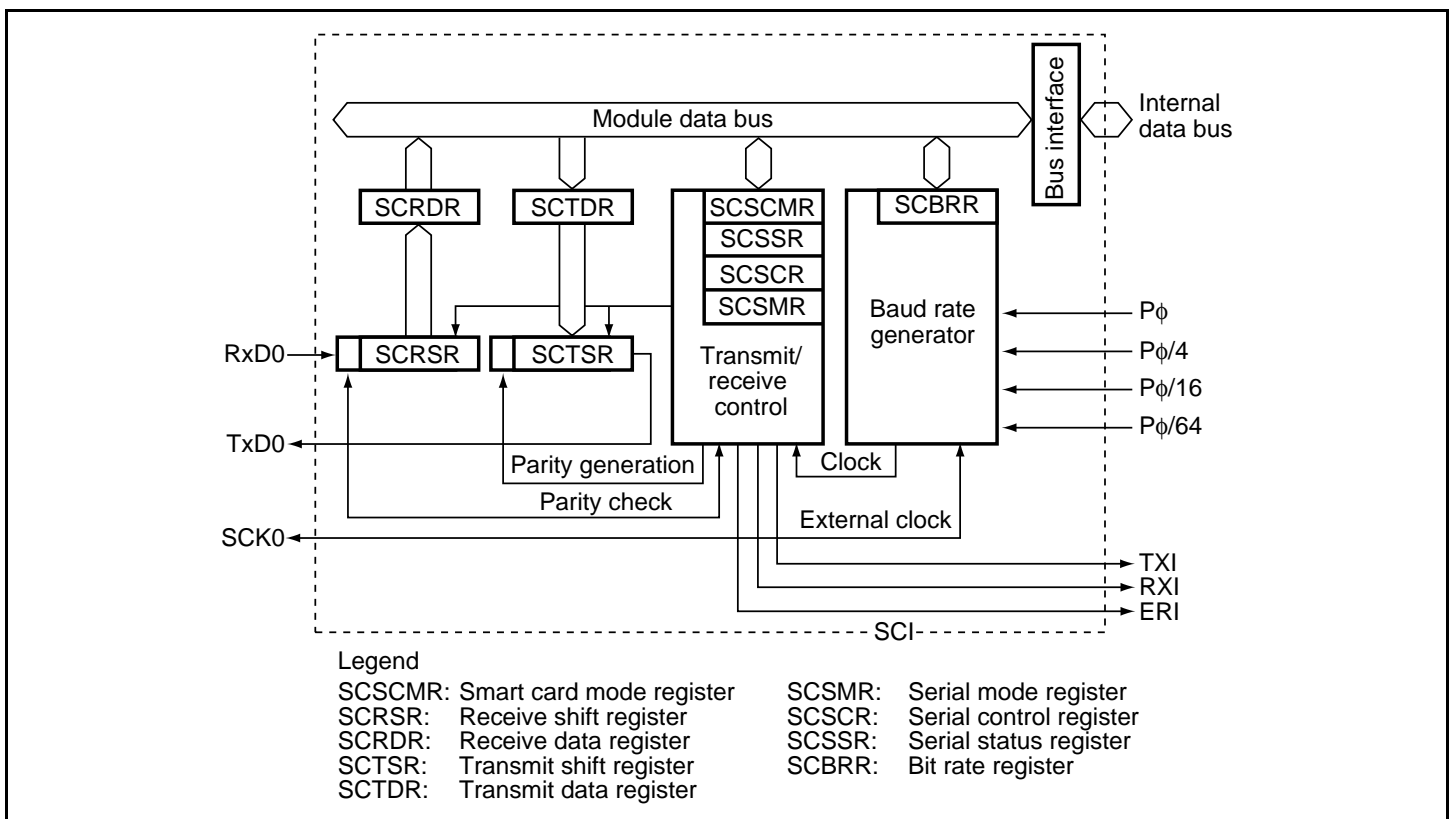 Module data bus
Bus interface
Internal
data bus
SCRDR
SCTDR
SCSCMR
SCSSR
SCSCR
SCSMR
Transmit/
receive
control
SCBRR
Baud rate
generator
RxD0
SCRSR
SCTSR
Pϕ
Pϕ/4
Pϕ/16
Pϕ/64
TxD0
Parity generation
Parity check
Clock
External clock
SCK0
TXI
RXI
ERI
SCI
Legend
SCSCMR: Smart card mode register
SCRSR: Receive shift register
SCRDR: Receive data register
SCTSR: Transmit shift register
SCTDR: Transmit data register
SCSMR: Serial mode register
SCSCR: Serial control register
SCSSR: Serial status register
SCBRR: Bit rate register